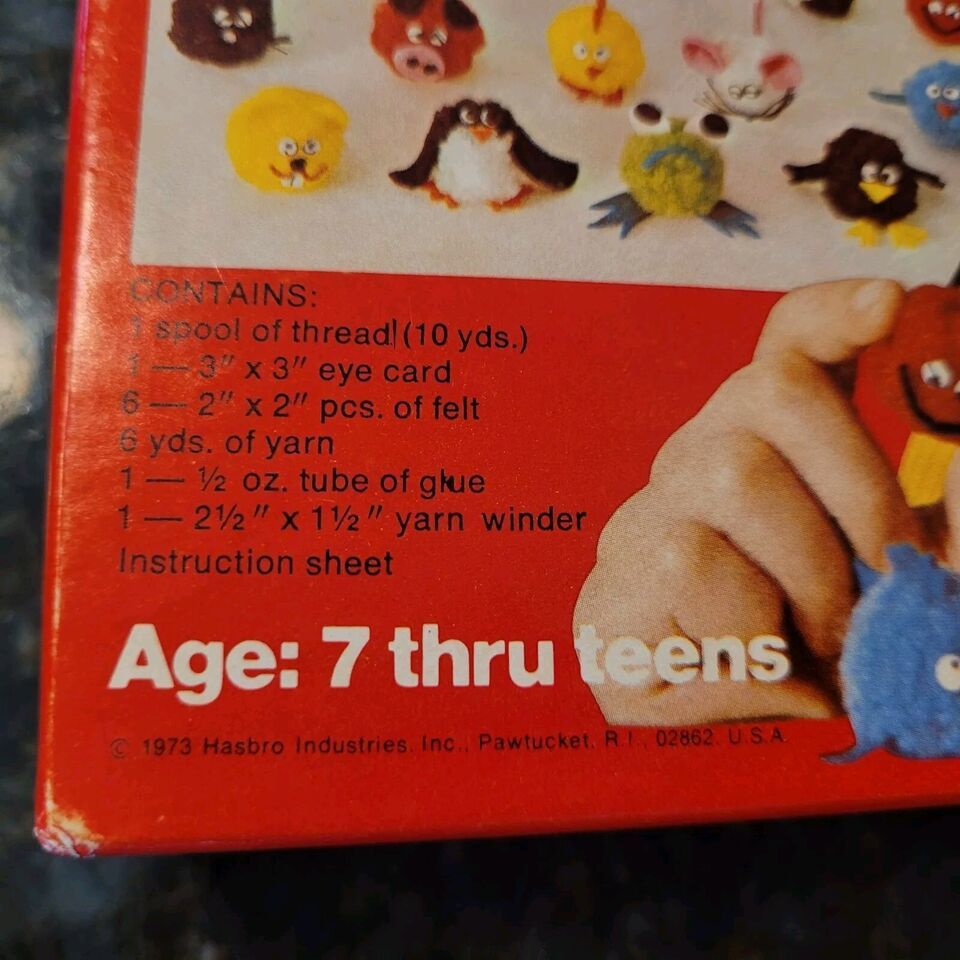 CONTAINS:
1 spool of thread (10 yds.)
1 — 3" x 3" eye card
6 — 2" x 2" pcs. of felt
6 yds. of yarn
1 — ½ oz. tube of glue
1 — 2½" x 1½" yarn winder
Instruction sheet
Age: 7 thru teens
© 1973 Hasbro Industries, Inc., Pawtucket, R.I., 02862, U.S.A.